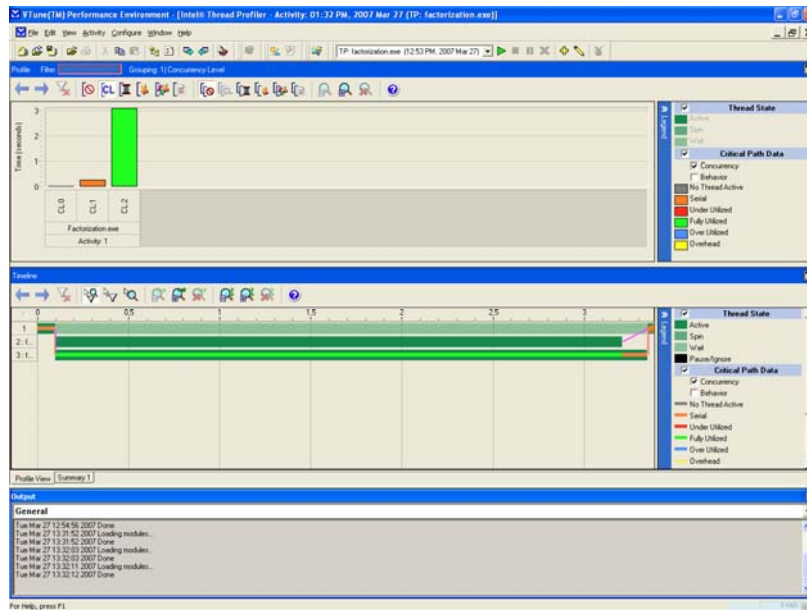 VTune(TM) Performance Environment - [Intel® Thread Profiler - Activity: 01:32 PM, 2007 Mar 27 (TP: factorization.exe)]
File Edit View Activity Configure Window Help
TP: factorization.exe (12:53 PM, 2007 Mar 27)
Profile Filter: Grouping: 1) Concurrency Level
CL
Time (seconds)
3
2
1
0
CL:0 CL:1 CL:2
Factorization.exe
Activity: 1
Legend
Thread State
Active
Spin
Wait
Critical Path Data
Concurrency
Behavior
No Thread Active
Serial
Under Utilized
Fully Utilized
Over Utilized
Overhead
Timeline
0 0,5 1 1,5 2 2,5 3
1
2: f...
3: f...
Legend
Thread State
Active
Spin
Wait
Pause/Ignore
Critical Path Data
Concurrency
Behavior
No Thread Active
Serial
Under Utilized
Fully Utilized
Over Utilized
Overhead
Profile View Summary 1
Output
General
Tue Mar 27 12:54:56 2007 Done
Tue Mar 27 13:31:52 2007 Loading modules...
Tue Mar 27 13:31:52 2007 Done
Tue Mar 27 13:32:03 2007 Loading modules...
Tue Mar 27 13:32:03 2007 Done
Tue Mar 27 13:32:11 2007 Loading modules...
Tue Mar 27 13:32:12 2007 Done
For Help, press F1